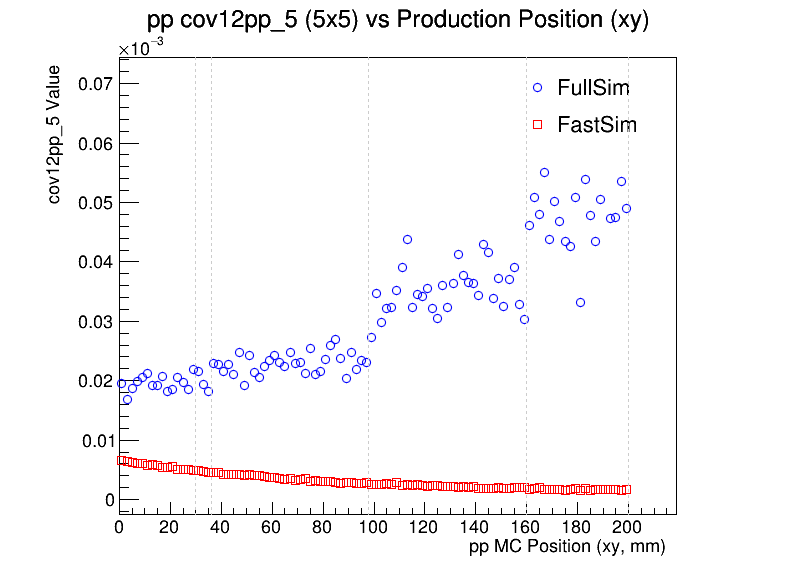 pp cov12pp_5 (5x5) vs Production Position (xy)
×10⁻³
cov12pp_5 Value
0.07
0.06
0.05
0.04
0.03
0.02
0.01
0
FullSim
FastSim
0 20 40 60 80 100 120 140 160 180 200
pp MC Position (xy, mm)